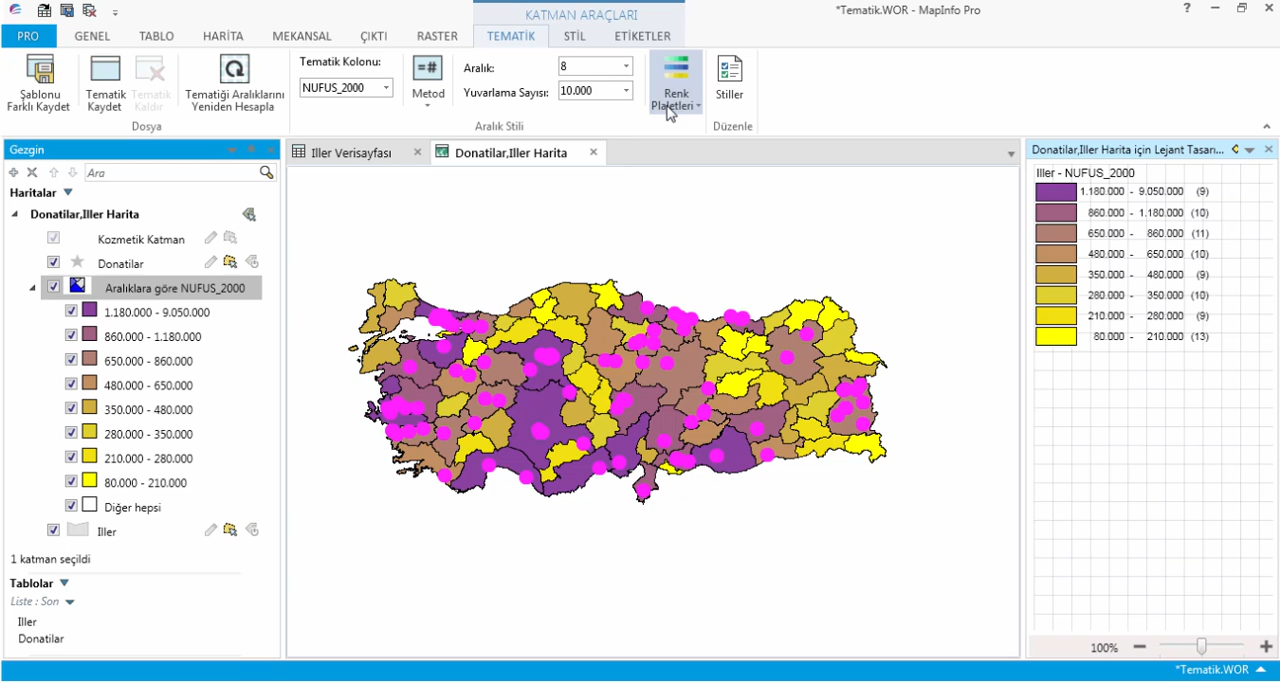 KATMAN ARAÇLARI
*Tematik.WOR - MapInfo Pro
?
PRO
GENEL
TABLO
HARİTA
MEKANSAL
ÇIKTI
RASTER
TEMATİK
STİL
ETİKETLER
Şablonu
Farklı Kaydet
Tematik
Kaydet
Tematik
Kaldır
Tematiği Aralıklarını
Yeniden Hesapla
Dosya
Tematik Kolonu:
NUFUS_2000
=#
Metod
Aralık:
8
Yuvarlama Sayısı:
10.000
Aralık Stili
Renk
Plaletleri
Stiller
Düzenle
Gezgin
Ara
Haritalar
Donatilar,Iller Harita
Kozmetik Katman
Donatilar
Aralıklara göre NUFUS_2000
1.180.000 - 9.050.000
860.000 - 1.180.000
650.000 - 860.000
480.000 - 650.000
350.000 - 480.000
280.000 - 350.000
210.000 - 280.000
80.000 - 210.000
Diğer hepsi
Iller
1 katman seçildi
Tablolar
Liste : Son
Iller
Donatilar
Iller Verisayfası
Donatilar,Iller Harita
Donatilar,Iller Harita için Lejant Tasarı...
Iller - NUFUS_2000
1.180.000 - 9.050.000 (9)
860.000 - 1.180.000 (10)
650.000 - 860.000 (11)
480.000 - 650.000 (10)
350.000 - 480.000 (9)
280.000 - 350.000 (10)
210.000 - 280.000 (9)
80.000 - 210.000 (13)
100%
*Tematik.WOR